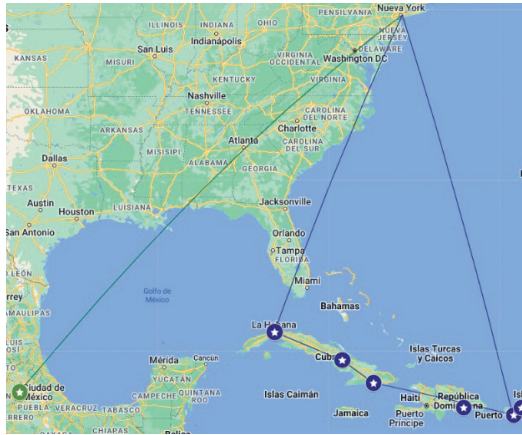 PENSILVANIA
Nueva York
ILLINOIS
INDIANA
OHIO
NUEVA
JERSEY
Indianápolis
DELAWARE
San Luis
Washington DC
KANSAS
MISURI
VIRGINIA
OCCIDENTAL
VIRGINIA
KENTUCKY
Nashville
OKLAHOMA
TENNESSEE
CAROLINA
DEL NORTE
ARKANSAS
Charlotte
Atlanta
CAROLINA
DEL SUR
MISISIPI
Dallas
ALABAMA
GEORGIA
TEXAS
LUISIANA
Jacksonville
Austin
Houston
San Antonio
Orlando
Tampa
FLORIDA
Miami
LEÓN
Golfo de
México
rrey
Bahamas
TAMAULIPAS
La Habana
Mérida
Cancún
Cuba
Islas Turcas
y Caicos
Ciudad de
México
YUCATÁN
CAMPECHE
QUINTANA
ROO
Islas Caimán
PUEBLA
VERACRUZ
TABASCO
Haití
República
Dominicana
Jamaica
Puerto
Príncipe
Puerto
CHIAPAS
Belice